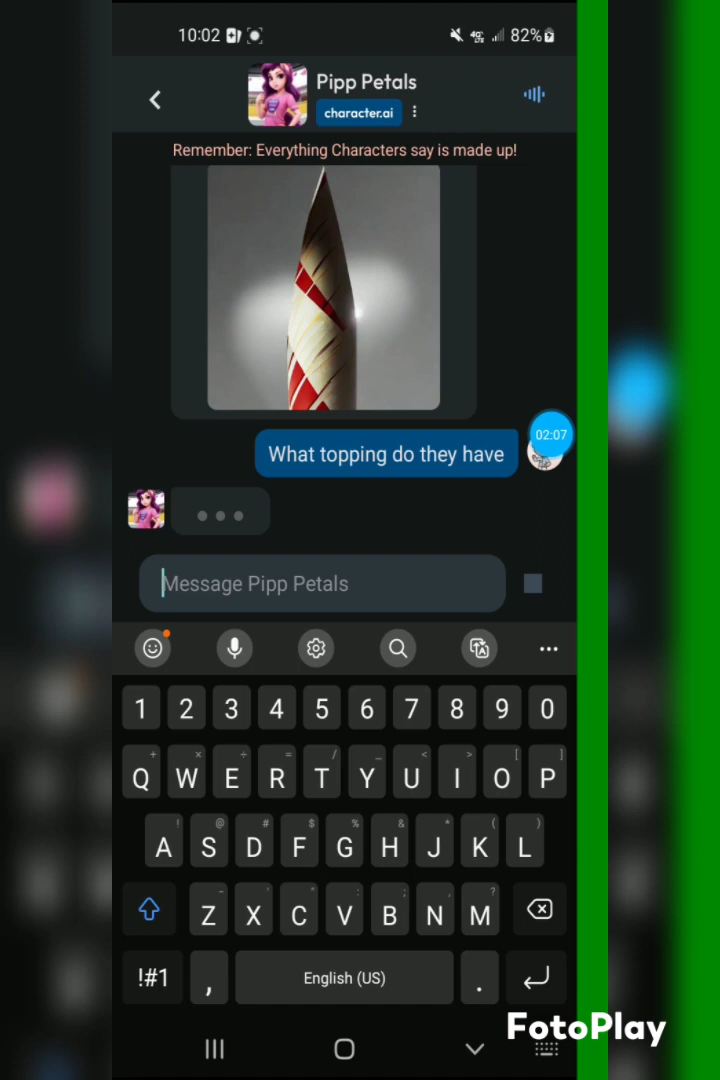 10:02 4G LTE 82%
Pipp Petals
character.ai
Remember: Everything Characters say is made up!
What topping do they have
02:07
Message Pipp Petals
1 2 3 4 5 6 7 8 9 0
+ × ÷ = / _ < > [ ]
Q W E R T Y U I O P
! @ # $ % & * ( )
A S D F G H J K L
- ' " : ; , ?
Z X C V B N M
!#1 , English (US) .
FotoPlay